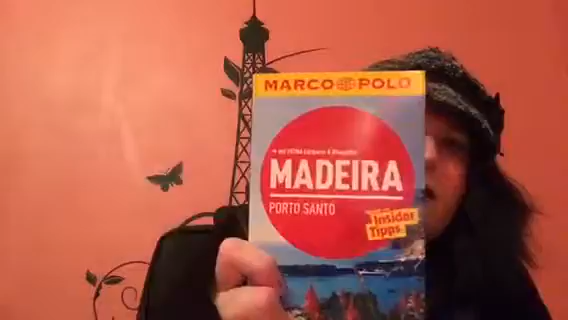 MARCO POLO
MADEIRA
PORTO SANTO
Insider
Tipps